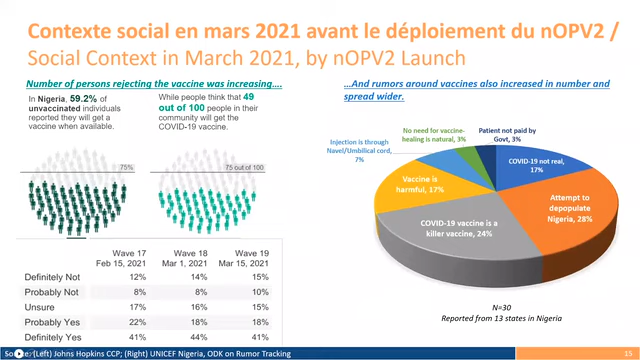 Contexte social en mars 2021 avant le déploiement du nOPV2 /
Social Context in March 2021, by nOPV2 Launch
Number of persons rejecting the vaccine was increasing....
In Nigeria, 59.2% of
unvaccinated individuals
reported they will get a
vaccine when available.
While people think that 49
out of 100 people in their
community will get the
COVID-19 vaccine.
75%
75 out of 100
Wave 17 Wave 18 Wave 19
Feb 15, 2021 Mar 1, 2021 Mar 15, 2021
Definitely Not 12% 14% 15%
Probably Not 8% 8% 10%
Unsure 17% 16% 15%
Probably Yes 22% 18% 18%
Definitely Yes 41% 44% 41%
...And rumors around vaccines also increased in number and
spread wider.
No need for vaccine-
healing is natural, 3%
Patient not paid by
Govt, 3%
Injection is through
Navel/Umbilical cord,
7%
COVID-19 not real,
17%
Vaccine is
harmful, 17%
Attempt to
depopulate
Nigeria, 28%
COVID-19 vaccine is a
killer vaccine, 24%
N=30
Reported from 13 states in Nigeria
(Left) Johns Hopkins CCP; (Right) UNICEF Nigeria, ODK on Rumor Tracking
15